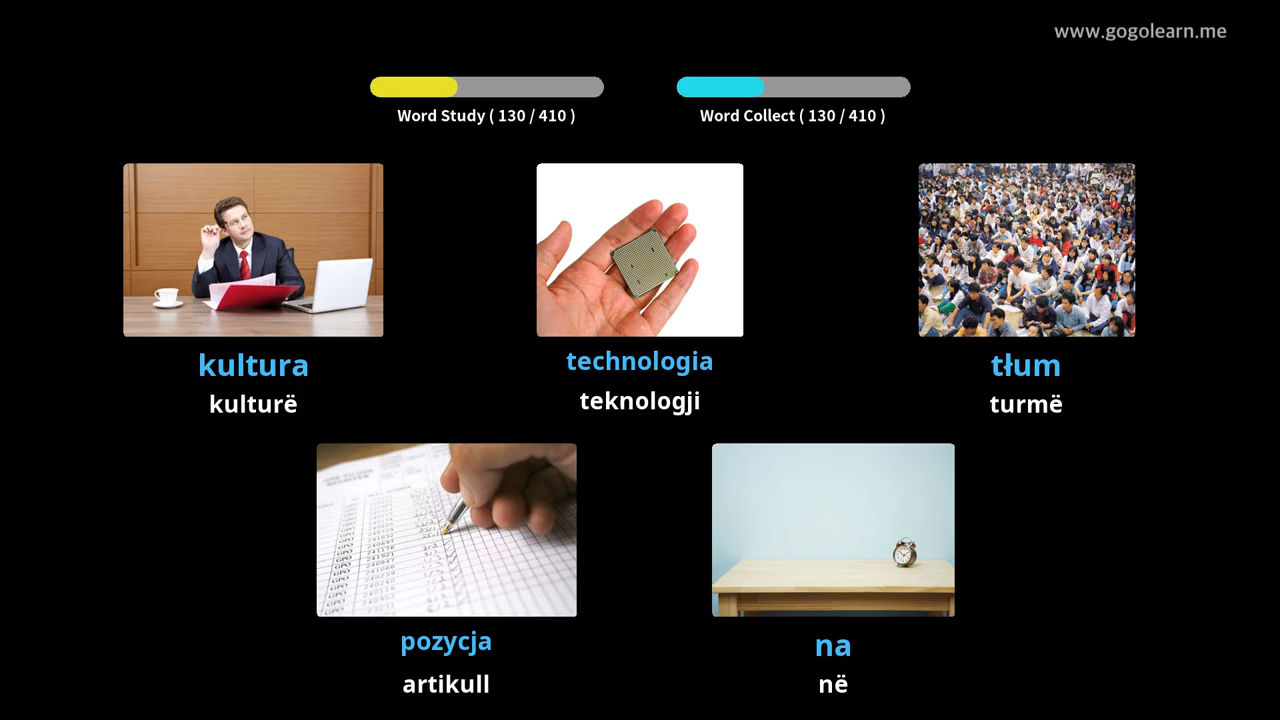 www.gogolearn.me
Word Study ( 130 / 410 )
Word Collect ( 130 / 410 )
kultura
kulturë
technologia
teknologji
tłum
turmë
pozycja
artikull
na
në